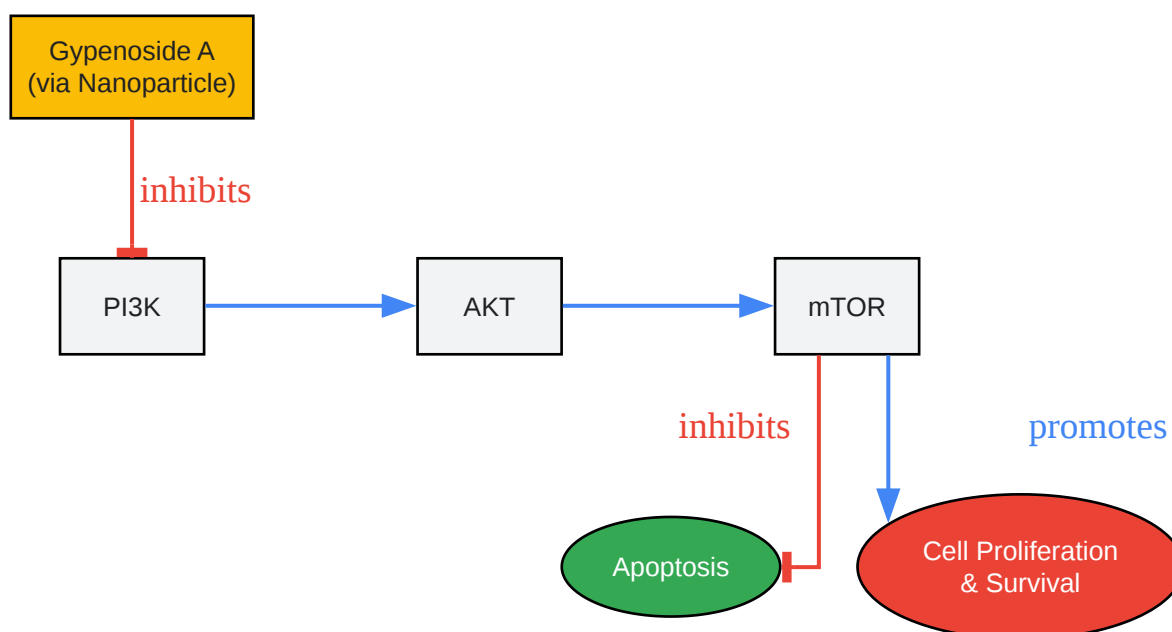 Gypenoside A
(via Nanoparticle)
inhibits
PI3K
AKT
mTOR
inhibits
promotes
Apoptosis
Cell Proliferation
& Survival